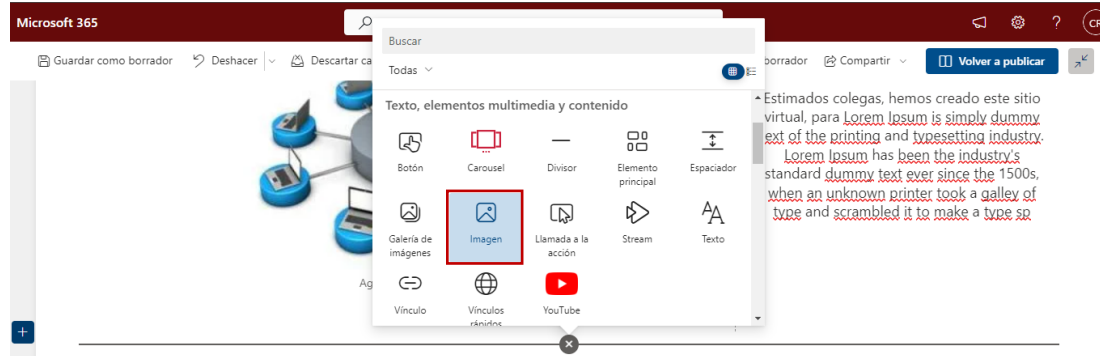 Microsoft 365
?
CR
Guardar como borrador
Deshacer
Descartar ca
borrador
Compartir
Volver a publicar
Buscar
Todas
Texto, elementos multimedia y contenido
Botón
Carousel
Divisor
Elemento
principal
Espaciador
Galería de
imágenes
Imagen
Llamada a la
acción
Stream
Texto
Vínculo
Vínculos
rápidos
YouTube
Ag
Estimados colegas, hemos creado este sitio
virtual, para Lorem Ipsum is simply dummy
ext of the printing and typesetting industry.
Lorem Ipsum has been the industry's
standard dummy text ever since the 1500s,
when an unknown printer took a galley of
type and scrambled it to make a type sp